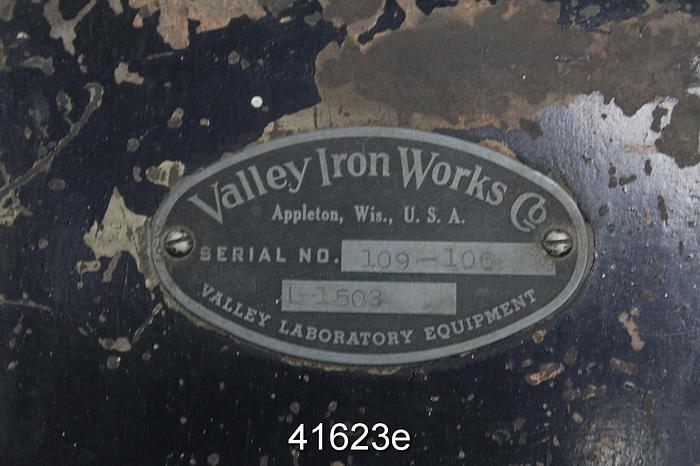 Valley Iron Works Co
Appleton, Wis., U. S. A.
SERIAL NO. 109-106
L-1503
VALLEY LABORATORY EQUIPMENT
41623e